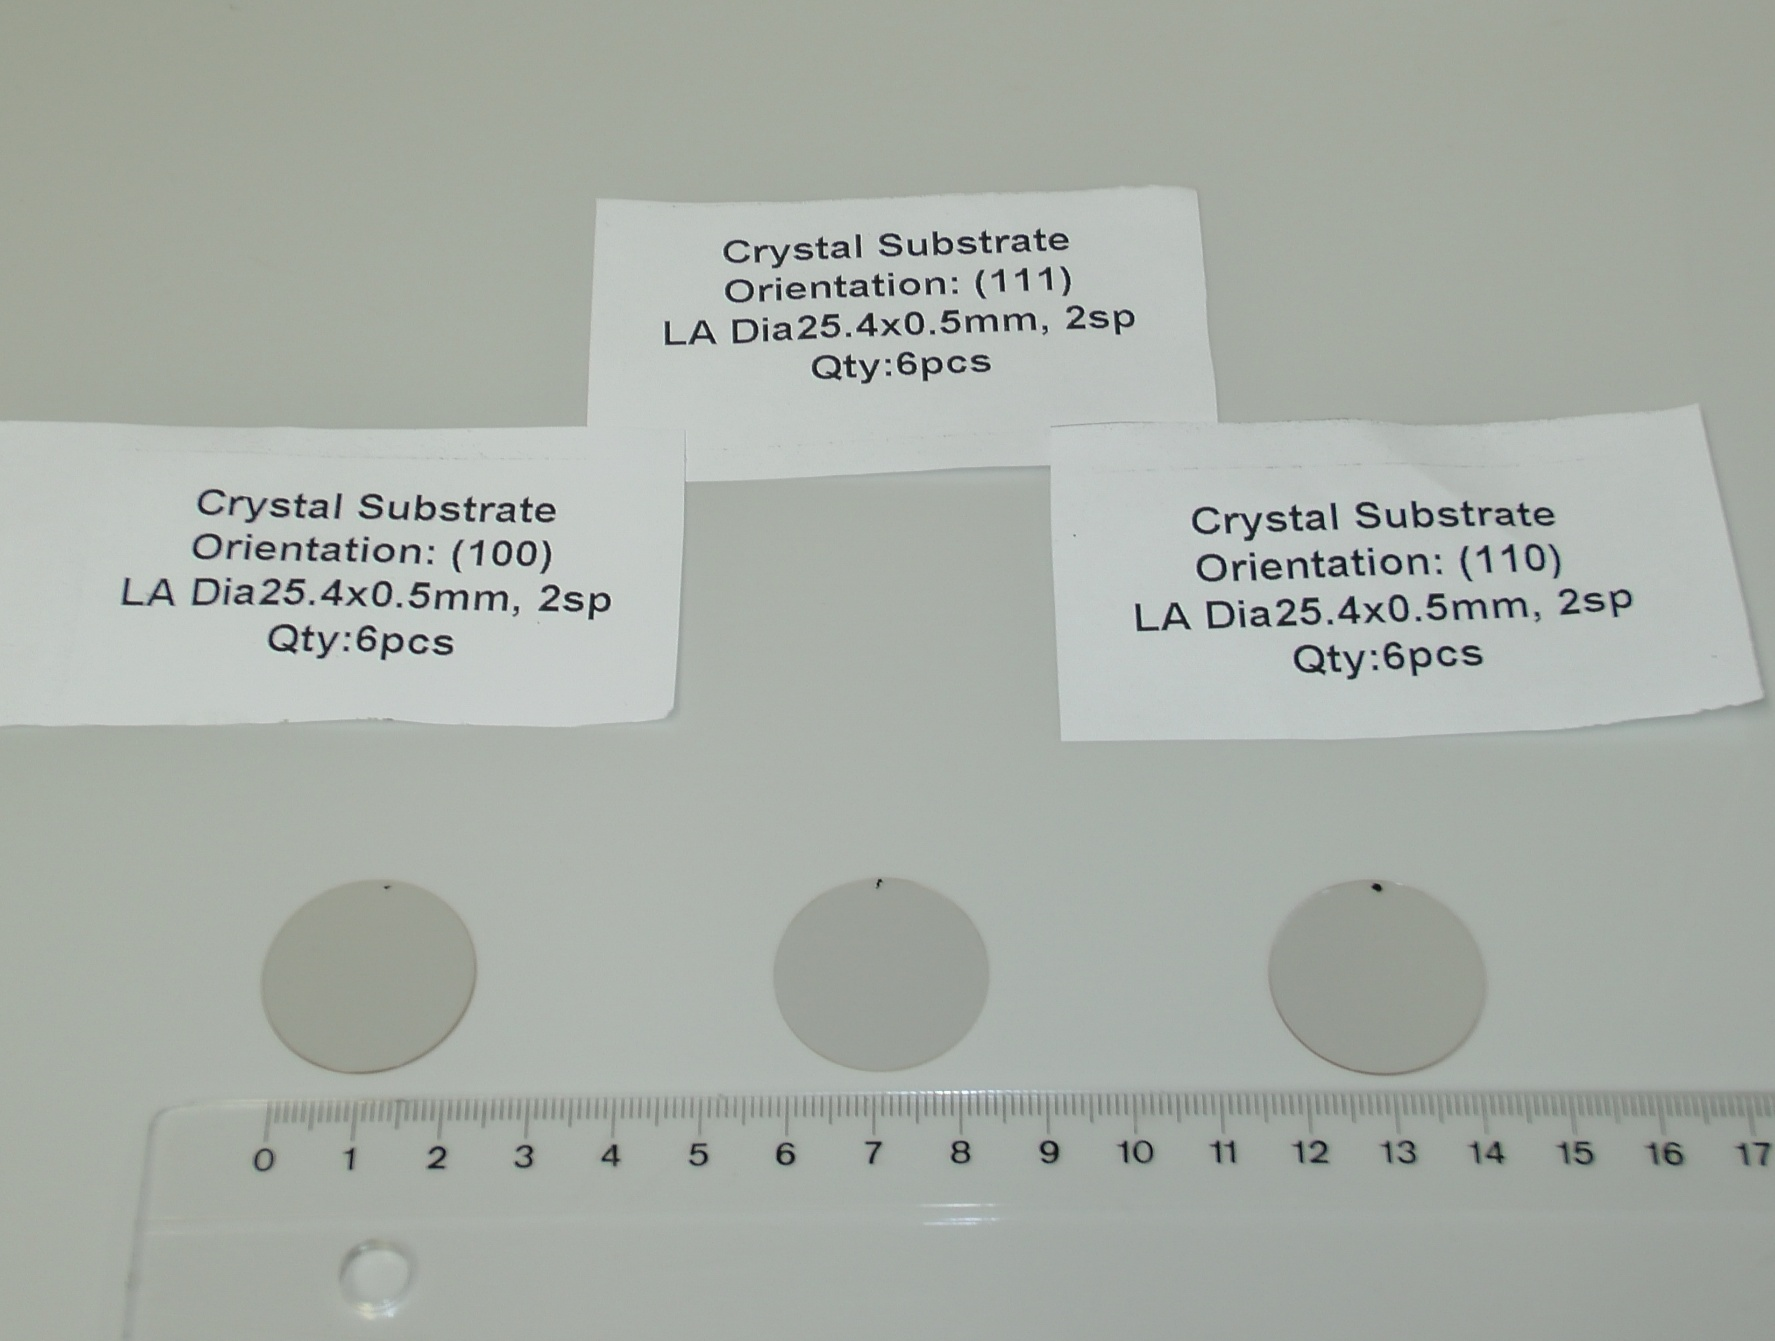 Crystal Substrate
Orientation: (111)
LA Dia25.4x0.5mm, 2sp
Qty:6pcs
Crystal Substrate
Orientation: (100)
LA Dia25.4x0.5mm, 2sp
Qty:6pcs
Crystal Substrate
Orientation: (110)
LA Dia25.4x0.5mm, 2sp
Qty:6pcs
0 1 2 3 4 5 6 7 8 9 10 11 12 13 14 15 16 17